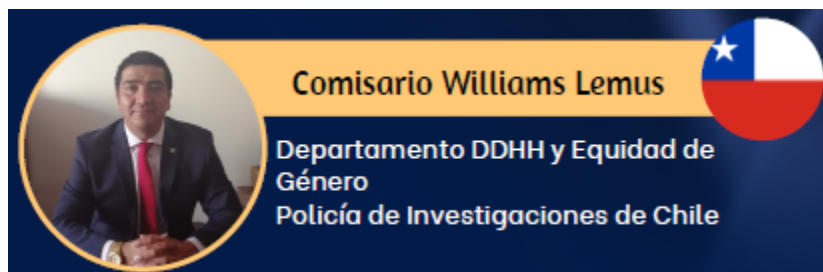 Comisario Williams Lemus
Departamento DDHH y Equidad de
Género
Policía de Investigaciones de Chile